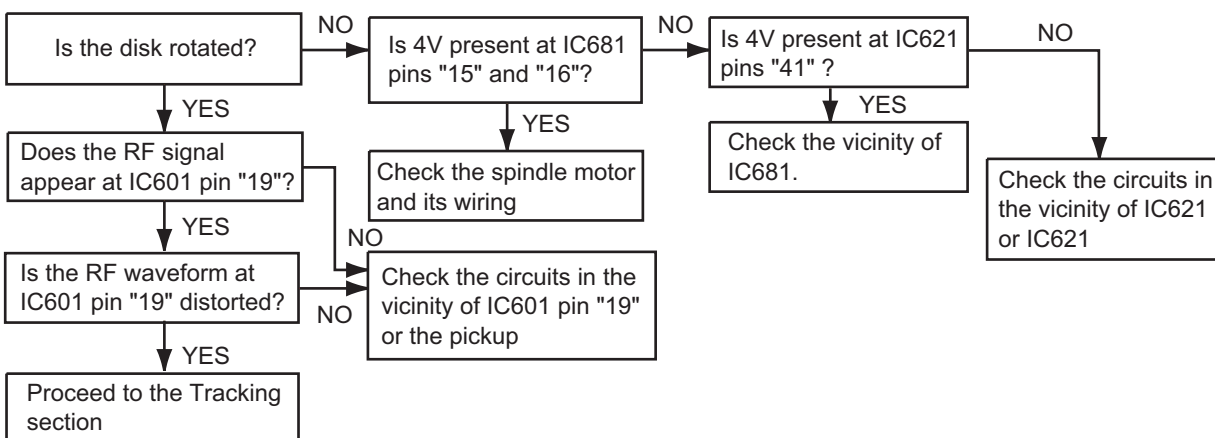 Is the disk rotated?
NO
Is 4V present at IC681
pins "15" and "16"?
NO
Is 4V present at IC621
pins "41" ?
NO
YES
Does the RF signal
appear at IC601 pin "19"?
YES
Check the spindle motor
and its wiring
YES
Check the vicinity of
IC681.
Check the circuits in
the vicinity of IC621
or IC621
YES
NO
Is the RF waveform at
IC601 pin "19" distorted?
NO
Check the circuits in the
vicinity of IC601 pin "19"
or the pickup
YES
Proceed to the Tracking
section